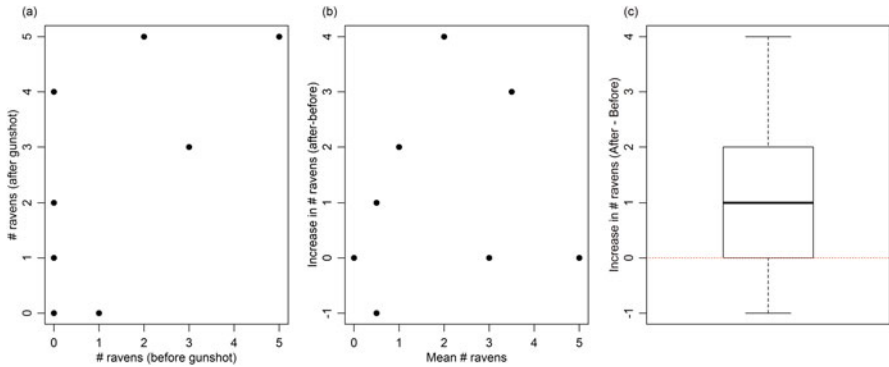 (a)
# ravens (after gunshot)
5
4
3
2
1
0
0 1 2 3 4 5
# ravens (before gunshot)
(b)
Increase in # ravens (after-before)
4
3
2
1
0
-1
0 1 2 3 4 5
Mean # ravens
(c)
Increase in # ravens (After - Before)
4
3
2
1
0
-1